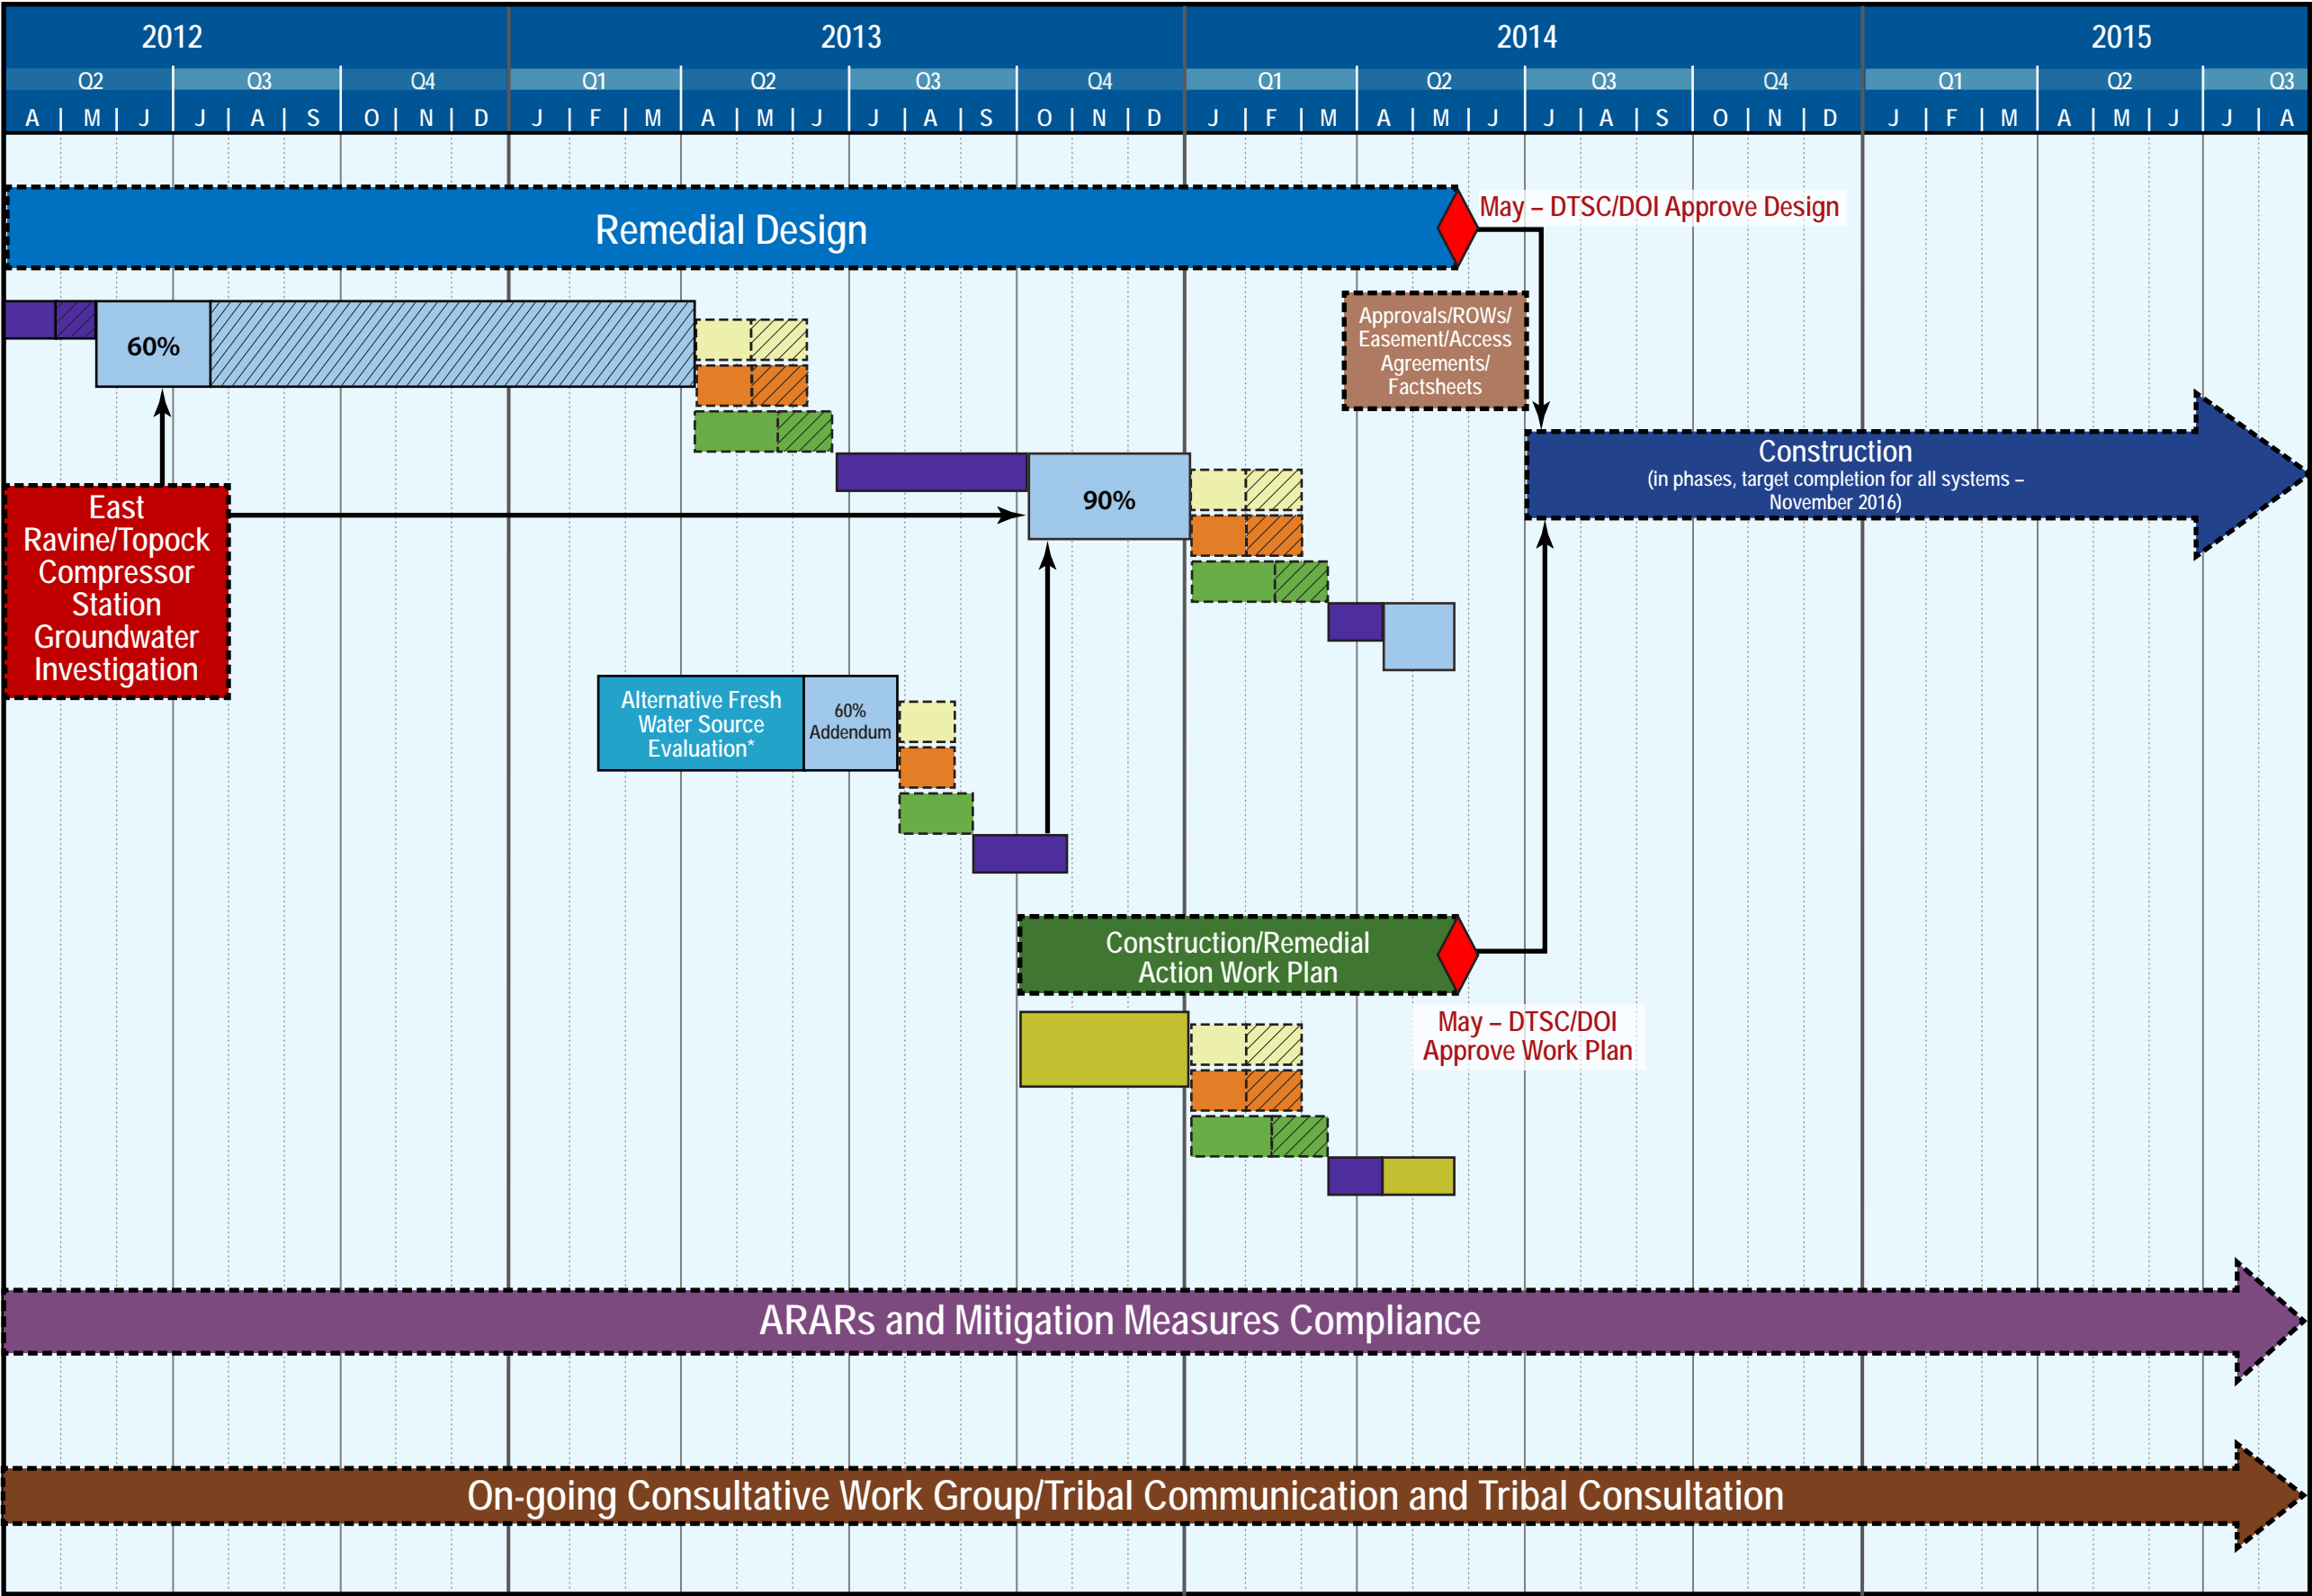 2012 2013 2014 2015
Q2 Q3 Q4 Q1 Q2 Q3 Q4 Q1 Q2 Q3 Q4 Q1 Q2 Q3
A M J J A S O N D J F M A M J J A S O N D J F M A M J J A S O N D J F M A M J J A
Remedial Design
May – DTSC/DOI Approve Design
60%
Approvals/ROWs/
Easement/Access
Agreements/
Factsheets
Construction
(in phases, target completion for all systems –
November 2016)
90%
East
Ravine/Topock
Compressor
Station
Groundwater
Investigation
Alternative Fresh
Water Source
Evaluation*
60%
Addendum
Construction/Remedial
Action Work Plan
May – DTSC/DOI
Approve Work Plan
ARARs and Mitigation Measures Compliance
On-going Consultative Work Group/Tribal Communication and Tribal Consultation